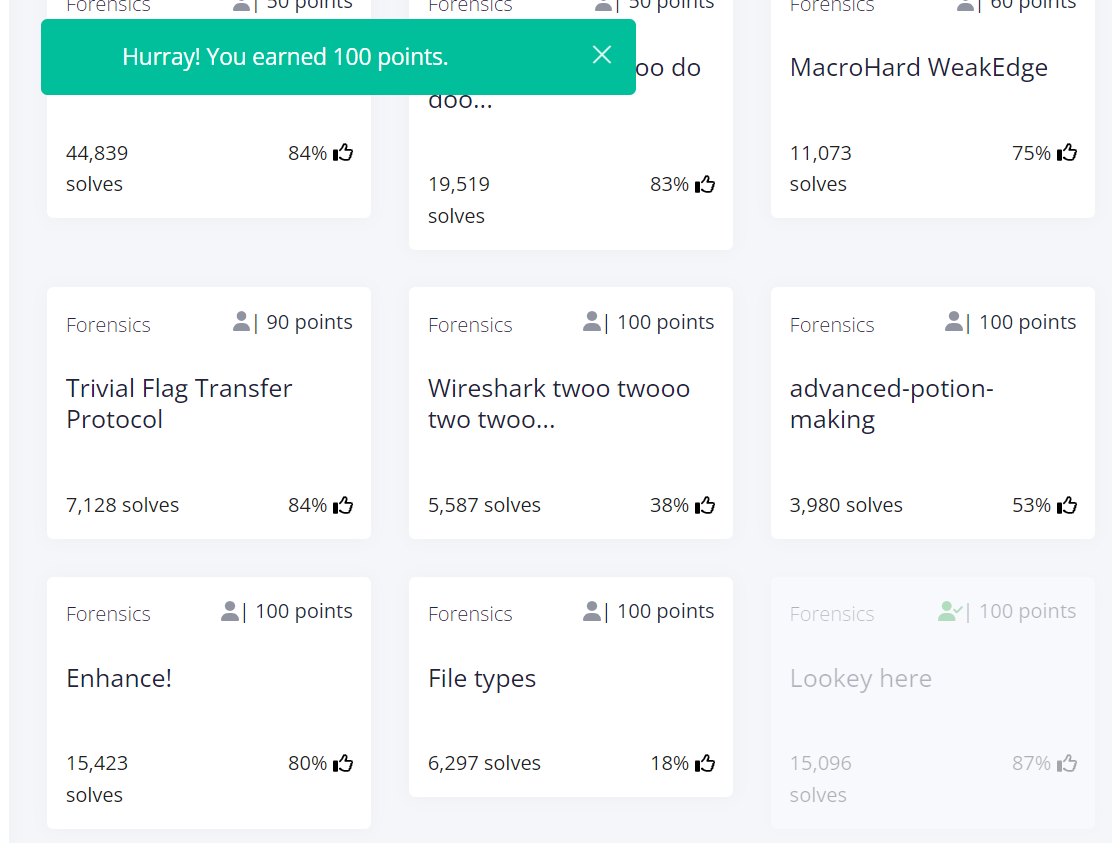 Forensics
| 50 points
Forensics
| 50 points
Forensics
| 60 points
Hurray! You earned 100 points.
oo do
doo...
MacroHard WeakEdge
44,839
solves
84%
19,519
solves
83%
11,073
solves
75%
Forensics
| 90 points
Trivial Flag Transfer
Protocol
7,128 solves
84%
Forensics
| 100 points
Wireshark twoo twooo
two twoo...
5,587 solves
38%
Forensics
| 100 points
advanced-potion-
making
3,980 solves
53%
Forensics
| 100 points
Enhance!
15,423
solves
80%
Forensics
| 100 points
File types
6,297 solves
18%
Forensics
| 100 points
Lookey here
15,096
solves
87%